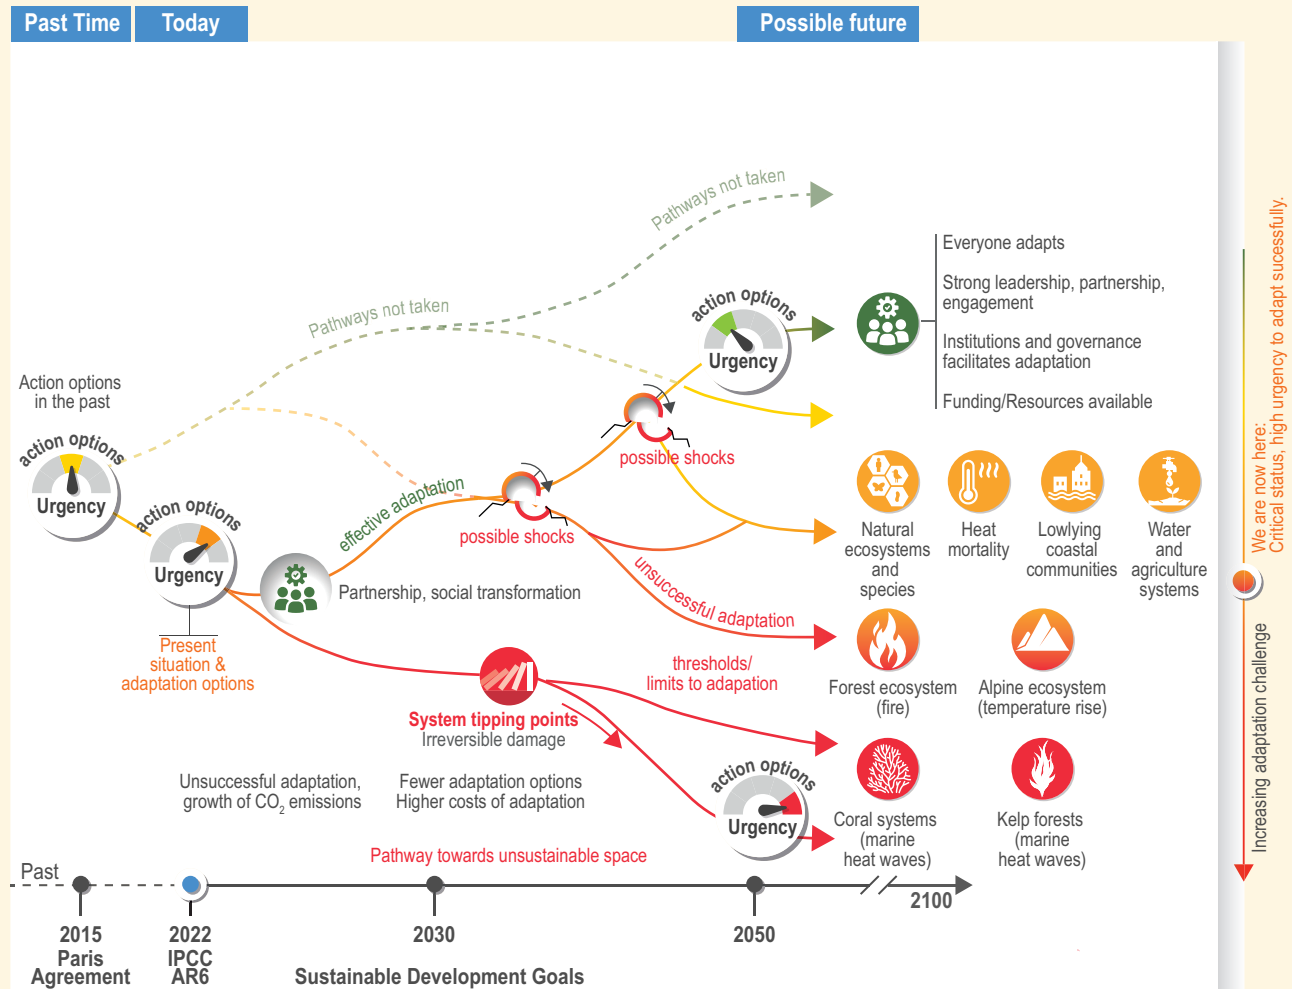 Past Time
Today
Possible future
Pathways not taken
Pathways not taken
Everyone adapts
Strong leadership, partnership,
engagement
Institutions and governance
facilitates adaptation
Funding/Resources available
action options
Urgency
Action options
in the past
action options
Urgency
action options
Urgency
Present
situation &
adaptation options
effective adaptation
Partnership, social transformation
possible shocks
possible shocks
unsuccessful adaptation
Natural
ecosystems
and
species
Heat
mortality
Lowlying
coastal
communities
Water
and
agriculture
systems
thresholds/
limits to adapation
Forest ecosystem
(fire)
Alpine ecosystem
(temperature rise)
System tipping points
Irreversible damage
Unsuccessful adaptation,
growth of CO2 emissions
Fewer adaptation options
Higher costs of adaptation
action options
Urgency
Coral systems
(marine
heat waves)
Kelp forests
(marine
heat waves)
Pathway towards unsustainable space
Past
2100
2015
Paris
Agreement
2022
IPCC
AR6
2030
2050
Sustainable Development Goals
We are now here:
Critical status, high urgency to adapt sucessfully.
Increasing adaptation challenge